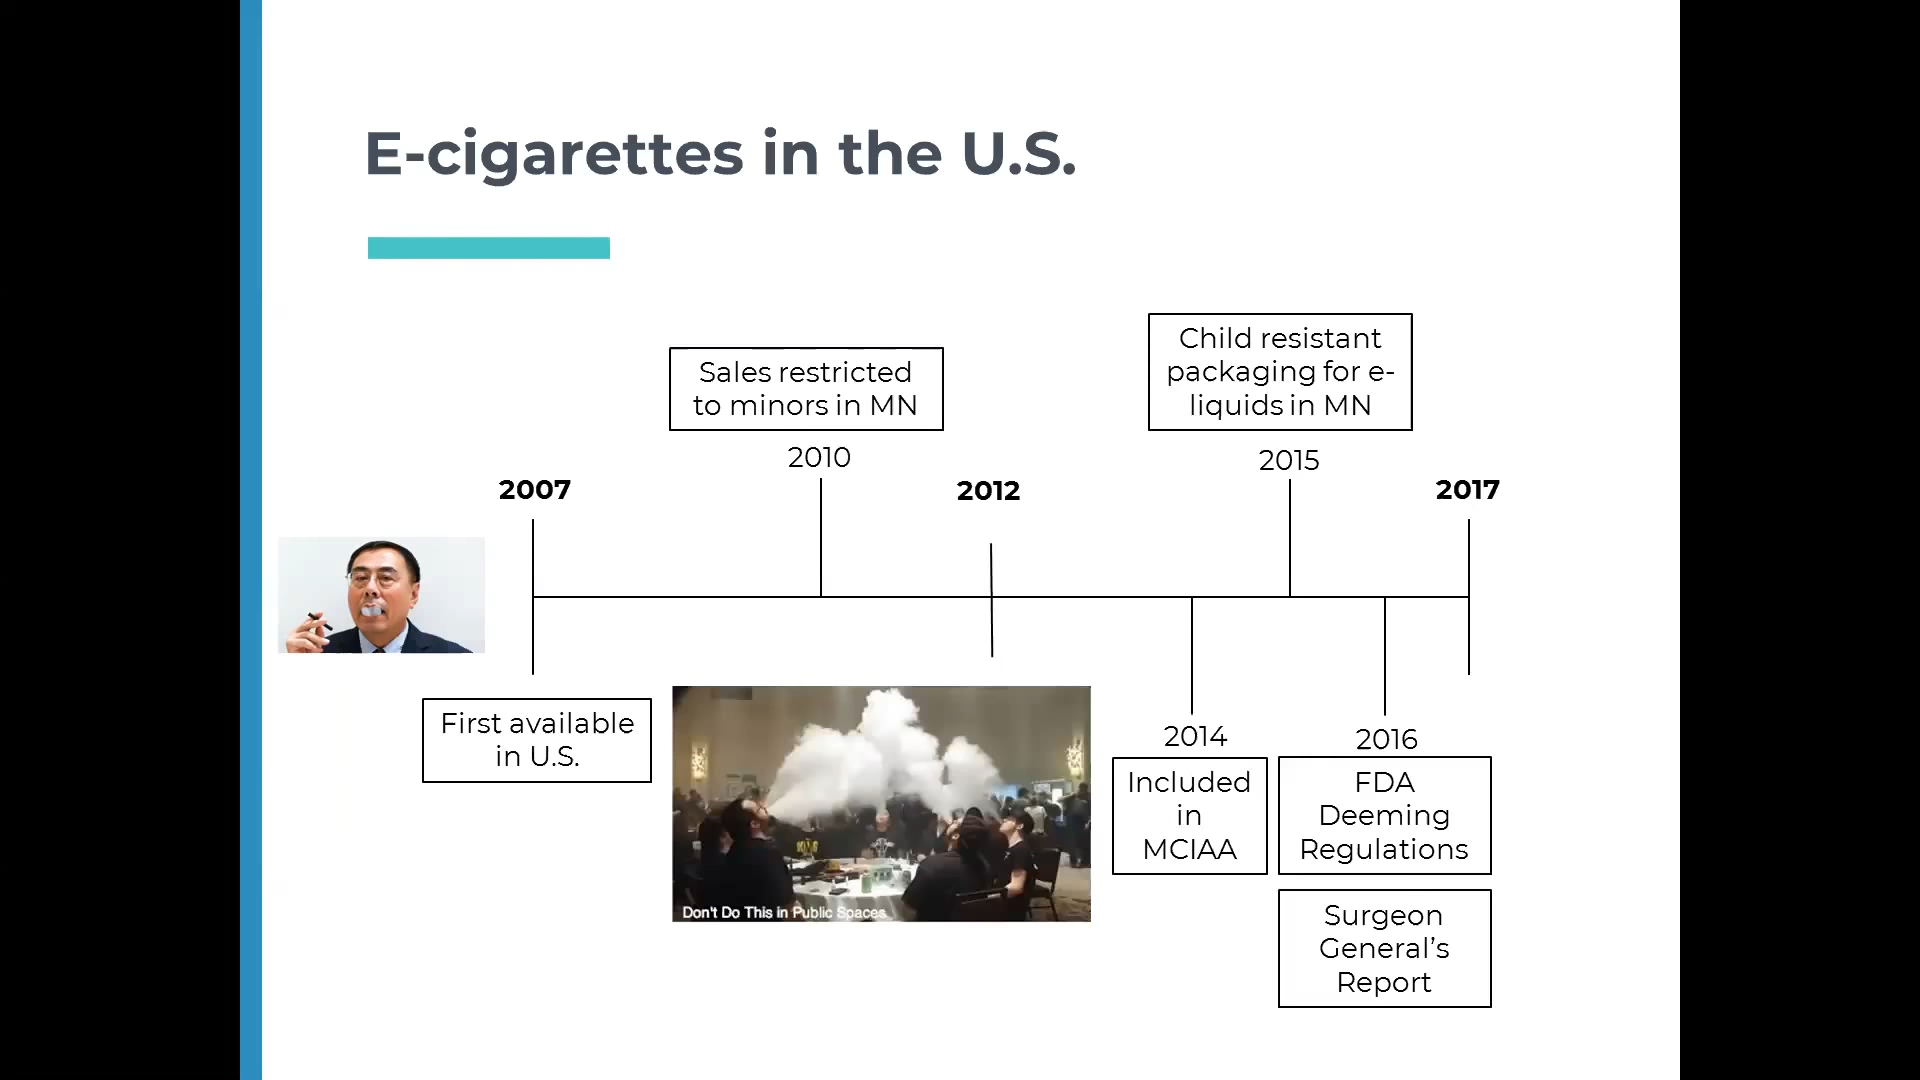 E-cigarettes in the U.S.
Sales restricted
to minors in MN
Child resistant
packaging for e-
liquids in MN
2010
2015
2007
2012
2017
First available
in U.S.
2014
2016
Included
in
MCIAA
FDA
Deeming
Regulations
Don't Do This in Public Spaces
Surgeon
General’s
Report